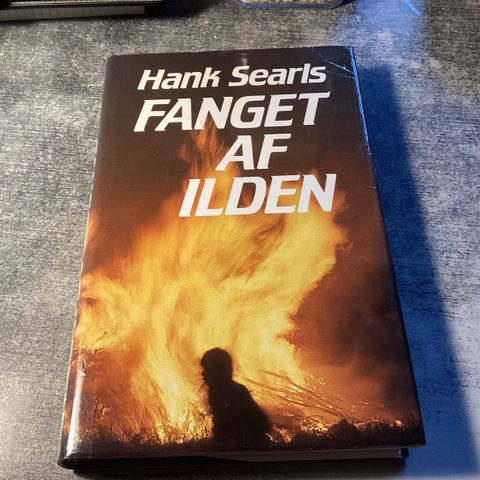 Hank Searls
FANGET
AF
ILDEN